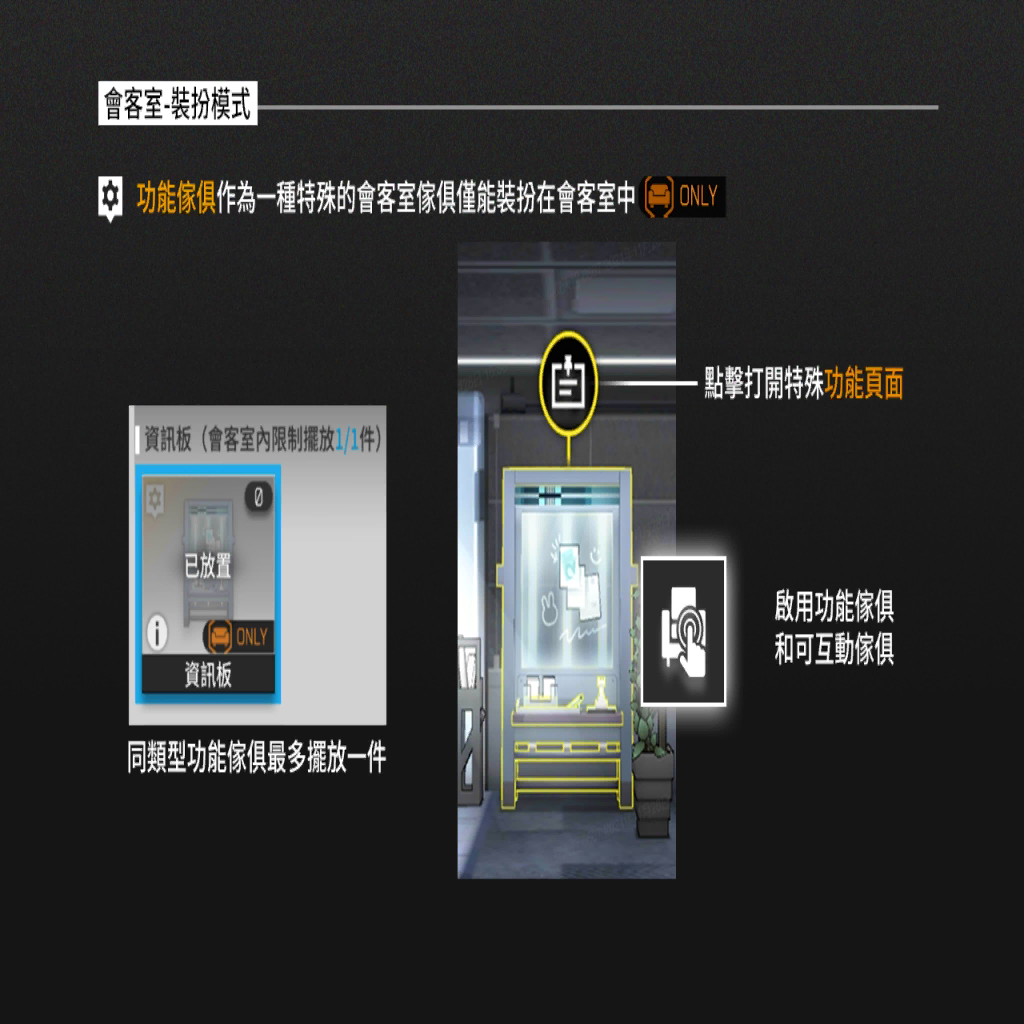 會客室-裝扮模式
功能傢俱作為一種特殊的會客室傢俱僅能裝扮在會客室中 ONLY
點擊打開特殊功能頁面
資訊板（會客室內限制擺放1/1件）
0
已放置
i ONLY
資訊板
啟用功能傢俱
和可互動傢俱
同類型功能傢俱最多擺放一件